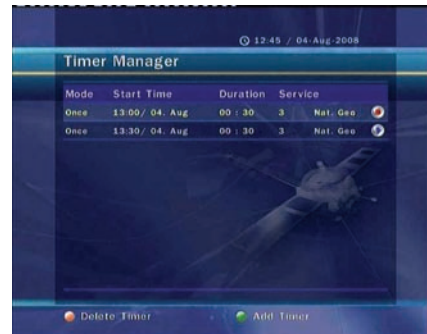 12:45 / 04-Aug-2008
Timer Manager
Mode Start Time Duration Service
Once 13:00/ 04. Aug 00 : 30 3 Nat. Geo
Once 13:30/ 04. Aug 00 : 30 3 Nat. Geo
Delete Timer Add Timer